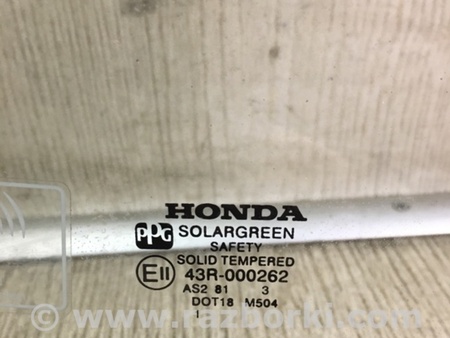 HONDA
PPG SOLARGREEN
SAFETY
SOLID TEMPERED
E11 43R-000262
AS2 81 3
DOT18 M504
I
www.razborki.com